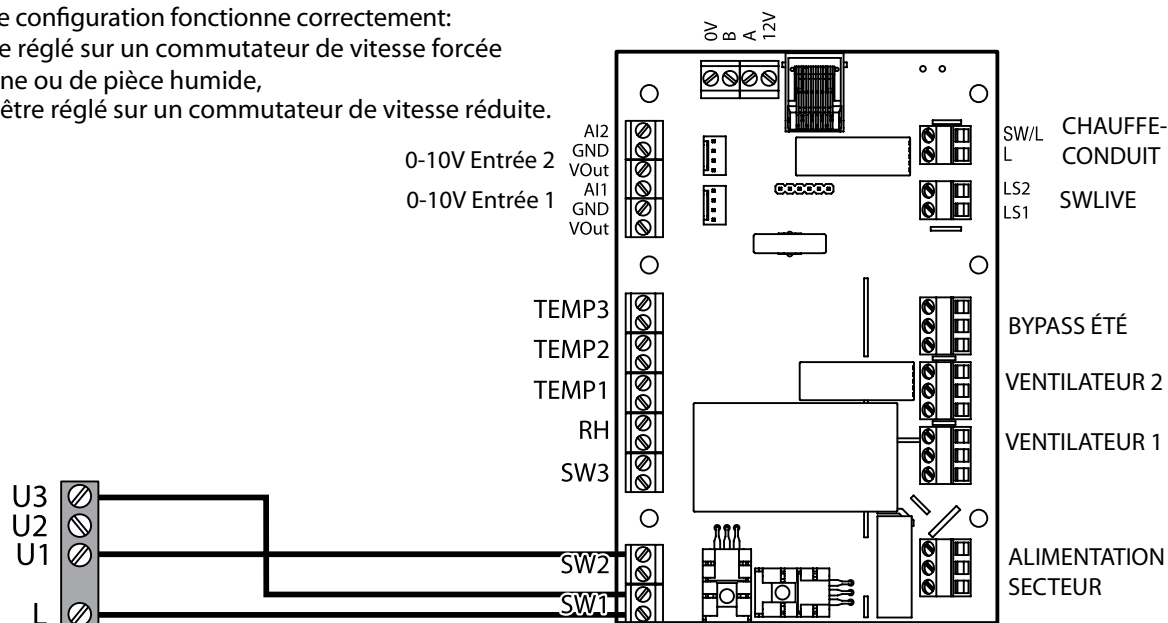 e configuration fonctionne correctement:
e réglé sur un commutateur de vitesse forcée
ne ou de pièce humide,
être réglé sur un commutateur de vitesse réduite.
0V
B
A
12V
AI2
GND
VOut
AI1
GND
VOut
0-10V Entrée 2
0-10V Entrée 1
SW/L
L
CHAUFFE-
CONDUIT
LS2
LS1
SWLIVE
TEMP3
TEMP2
TEMP1
RH
SW3
SW2
SW1
BYPASS ÉTÉ
VENTILATEUR 2
VENTILATEUR 1
ALIMENTATION
SECTEUR
U3
U2
U1
L